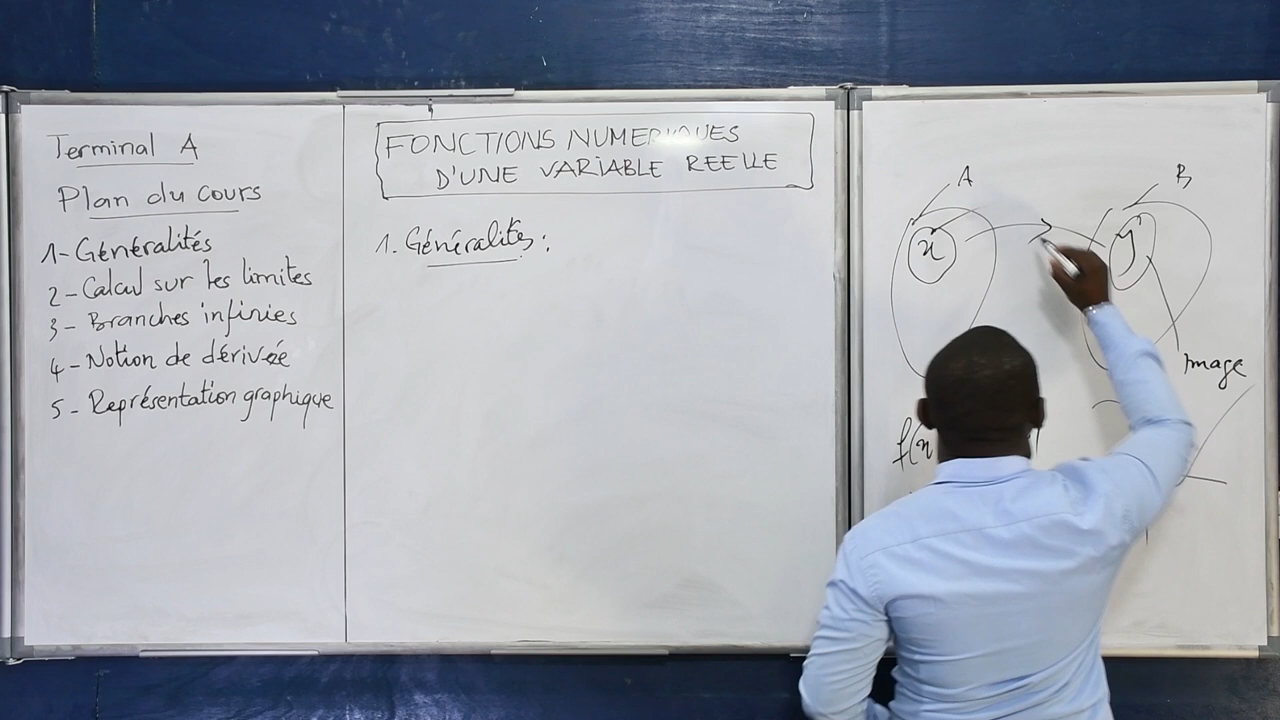 Terminal A
Plan du cours
1- Généralités
2 - Calcul sur les limites
3 - Branches infinies
4 - Notion de dérivée
5 - Représentation graphique
FONCTIONS NUMERIQUES
D'UNE VARIABLE REELLE
1. Généralités :
A
B
x
y
image
f(x